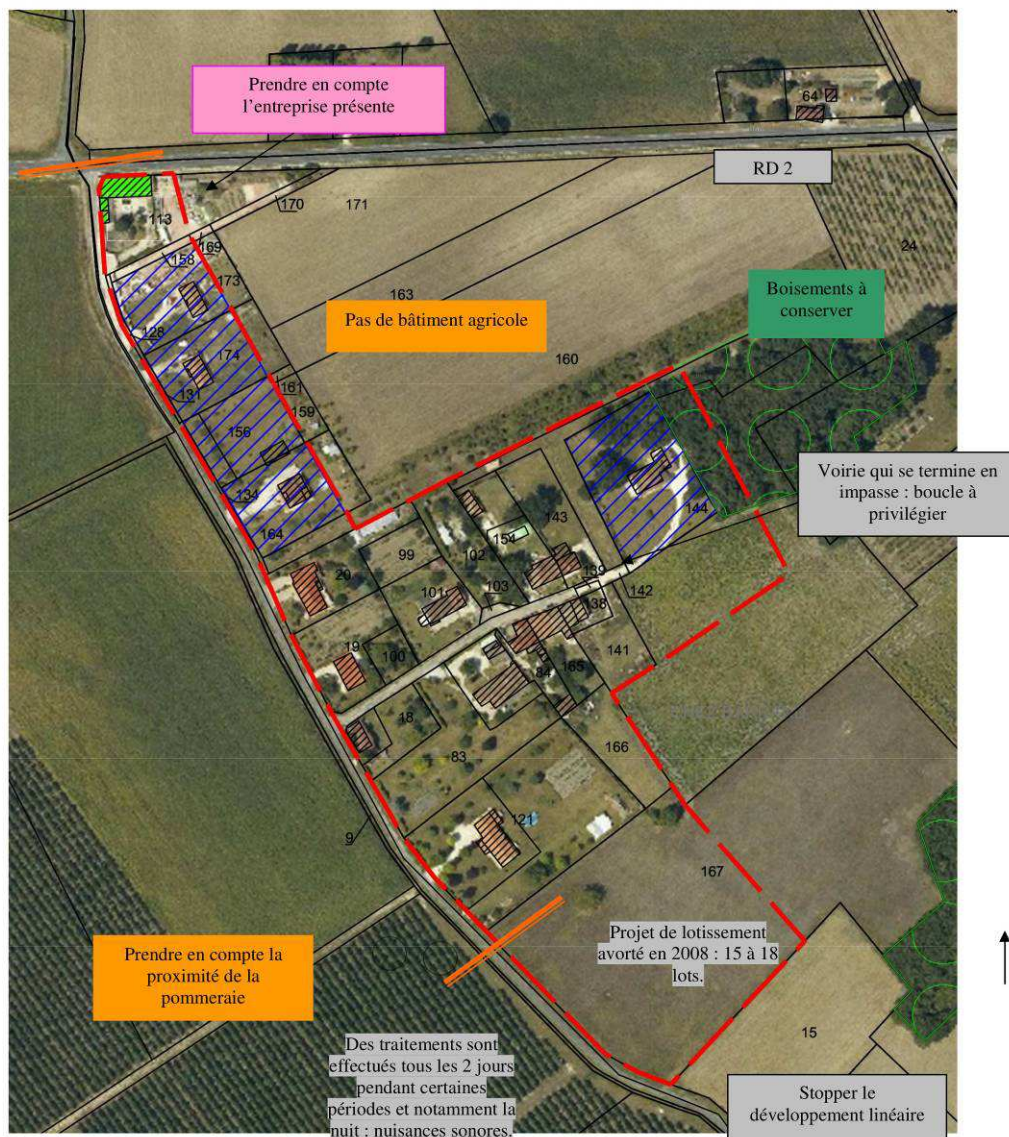 Prendre en compte
l'entreprise présente
64
RD 2
113
170
171
169
158
173
24
163
Pas de bâtiment agricole
Boisements à
conserver
128
174
160
131
161
159
156
Voirie qui se termine en
impasse : boucle à
privilégier
134
144
164
143
154
99
102
20
139
142
101
103
138
19
141
100
84
165
18
83
166
121
9
167
Projet de lotissement
avorté en 2008 : 15 à 18
lots.
Prendre en compte la
proximité de la
pommeraie
15
Des traitements sont
effectués tous les 2 jours
pendant certaines
périodes et notamment la
nuit : nuisances sonores.
Stopper le
développement linéaire